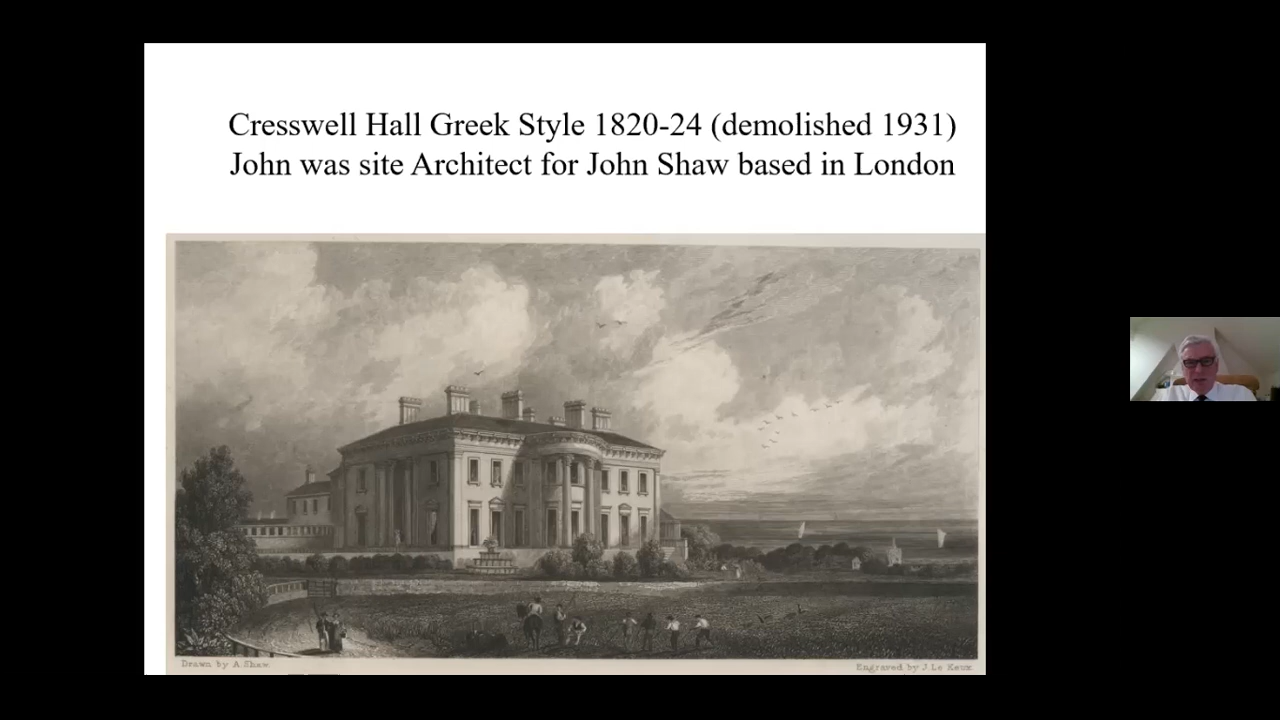 Cresswell Hall Greek Style 1820-24 (demolished 1931)
John was site Architect for John Shaw based in London
Drawn by A. Shaw.
Engraved by J. Le Keux.